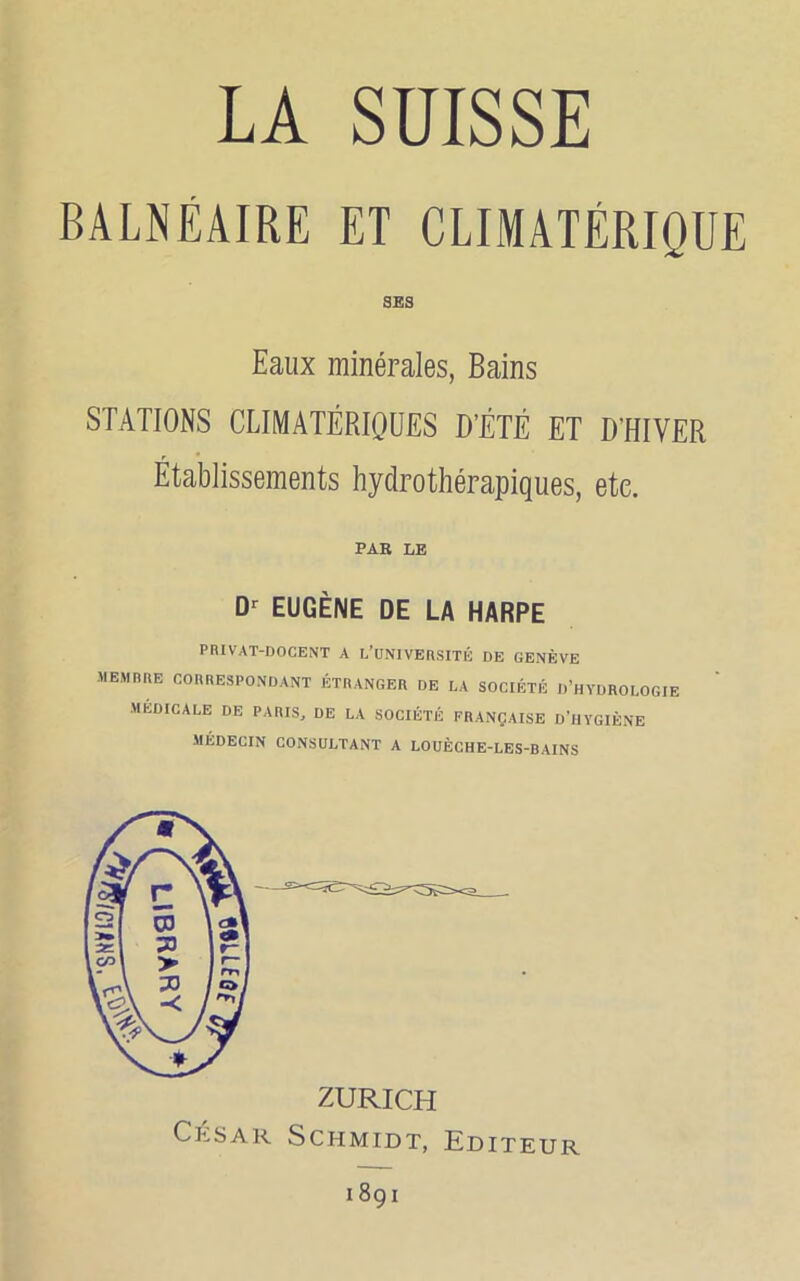 LA SUISSE
BALNÉAIRE ET CLIMATÉRIQUE
SES
Eaux minérales, Bains
STATIONS CLIMATÉRIQUES D'ÉTÉ ET D'HIVER
Établissements hydrothérapiques, etc.
PAR LE
Dr EUGÈNE DE LA HARPE
PRIVAT-DOCENT A L'UNIVERSITÉ DE GENÈVE
MEMBRE CORRESPONDANT ÉTRANGER DE LA SOCIÉTÉ D'HYDROLOGIE
MÉDICALE DE PARIS, DE LA SOCIÉTÉ FRANÇAISE D'HYGIÈNE
MÉDECIN CONSULTANT A LOUÈCHE-LES-BAINS
LIBRARY
COLLEGE
EDINR
ZURICH
CÉSAR SCHMIDT, EDITEUR
1891